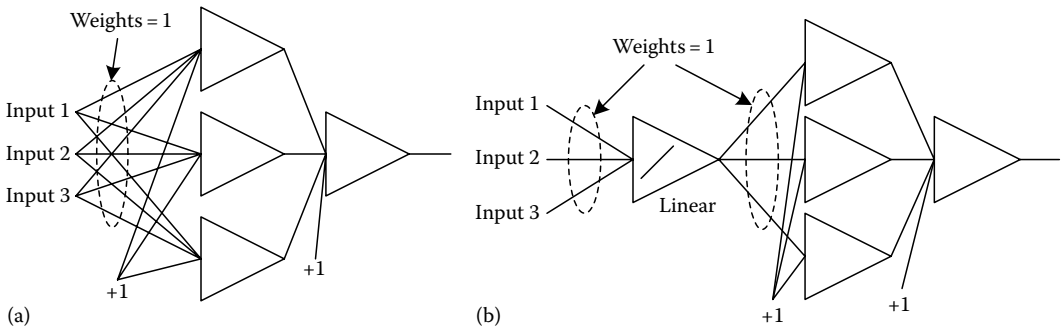 Weights = 1
Input 1
Input 2
Input 3
+1
+1
(a)
Weights = 1
Input 1
Input 2
Input 3
Linear
+1
+1
(b)